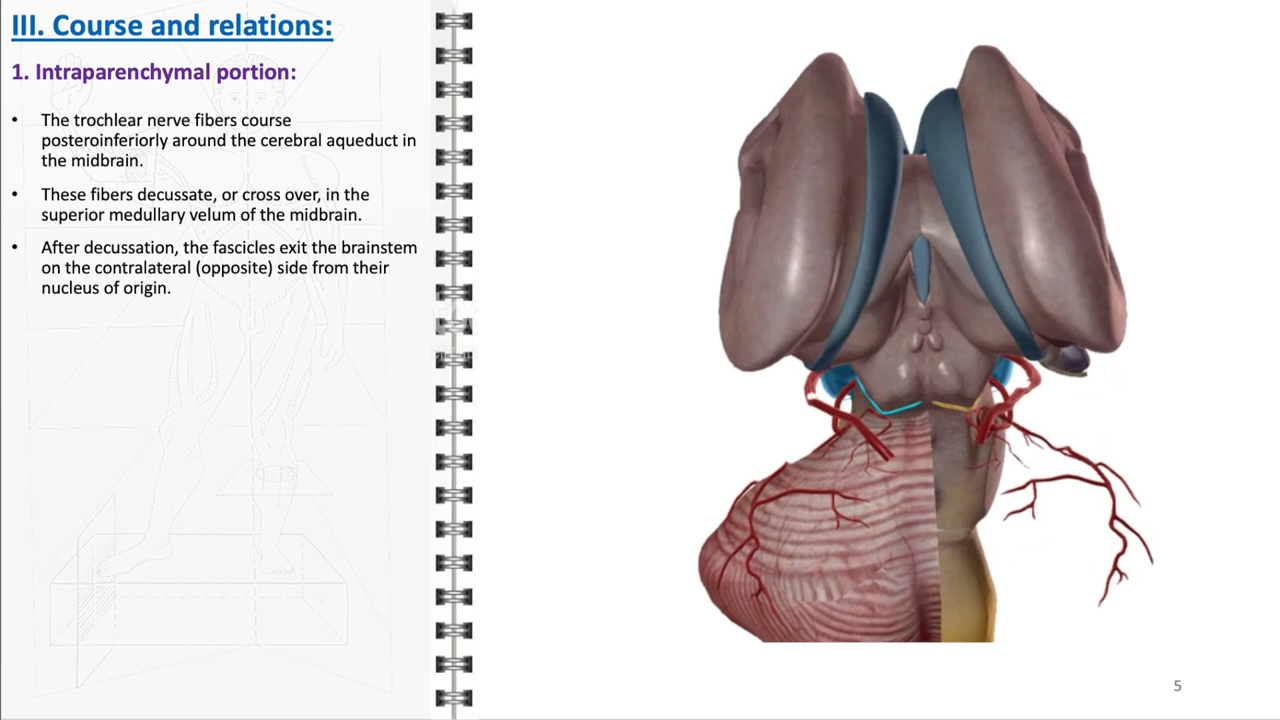 III. Course and relations:
1. Intraparenchymal portion:
• The trochlear nerve fibers course
posteroinferiorly around the cerebral aqueduct in
the midbrain.
• These fibers decussate, or cross over, in the
superior medullary velum of the midbrain.
• After decussation, the fascicles exit the brainstem
on the contralateral (opposite) side from their
nucleus of origin.
5